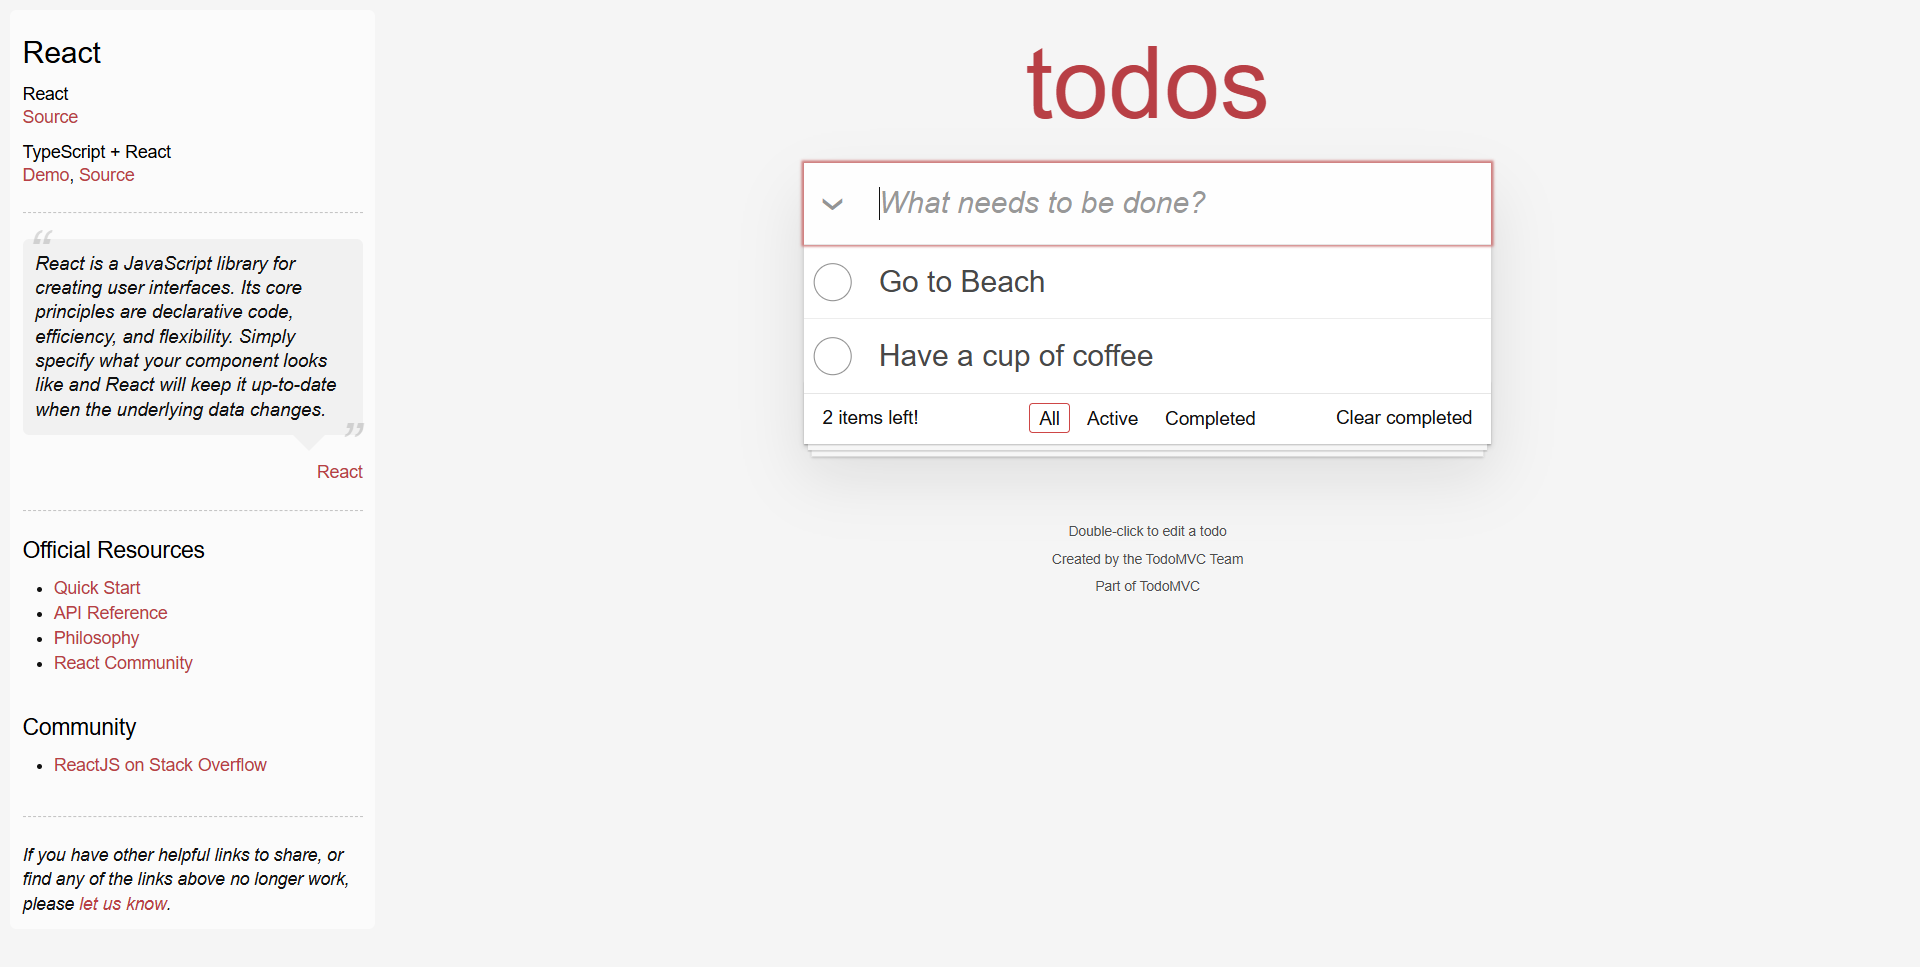 React
React
Source
TypeScript + React
Demo, Source
“
React is a JavaScript library for
creating user interfaces. Its core
principles are declarative code,
efficiency, and flexibility. Simply
specify what your component looks
like and React will keep it up-to-date
when the underlying data changes.
”
React
Official Resources
Quick Start
API Reference
Philosophy
React Community
Community
ReactJS on Stack Overflow
If you have other helpful links to share, or
find any of the links above no longer work,
please let us know.
todos
What needs to be done?
Go to Beach
Have a cup of coffee
2 items left! All Active Completed Clear completed
Double-click to edit a todo
Created by the TodoMVC Team
Part of TodoMVC